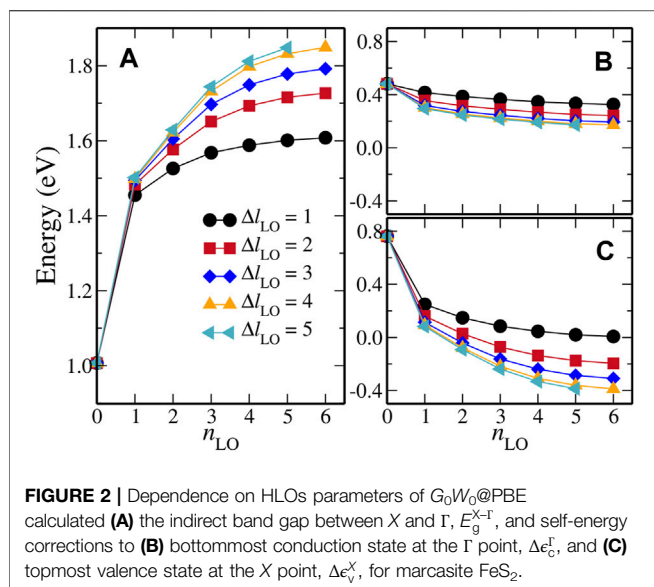 A
Energy (eV)
1.8
1.6
1.4
1.2
1.0
Δl_LO = 1
Δl_LO = 2
Δl_LO = 3
Δl_LO = 4
Δl_LO = 5
0 1 2 3 4 5 6
n_LO
B
0.8
0.4
0.0
-0.4
C
0.8
0.4
0.0
-0.4
0 1 2 3 4 5 6
n_LO
FIGURE 2 | Dependence on HLOs parameters of G₀W₀@PBE
calculated (A) the indirect band gap between X and Γ, E_g^{X–Γ}, and self-energy
corrections to (B) bottommost conduction state at the Γ point, Δϵ_c^Γ, and (C)
topmost valence state at the X point, Δϵ_v^X, for marcasite FeS₂.